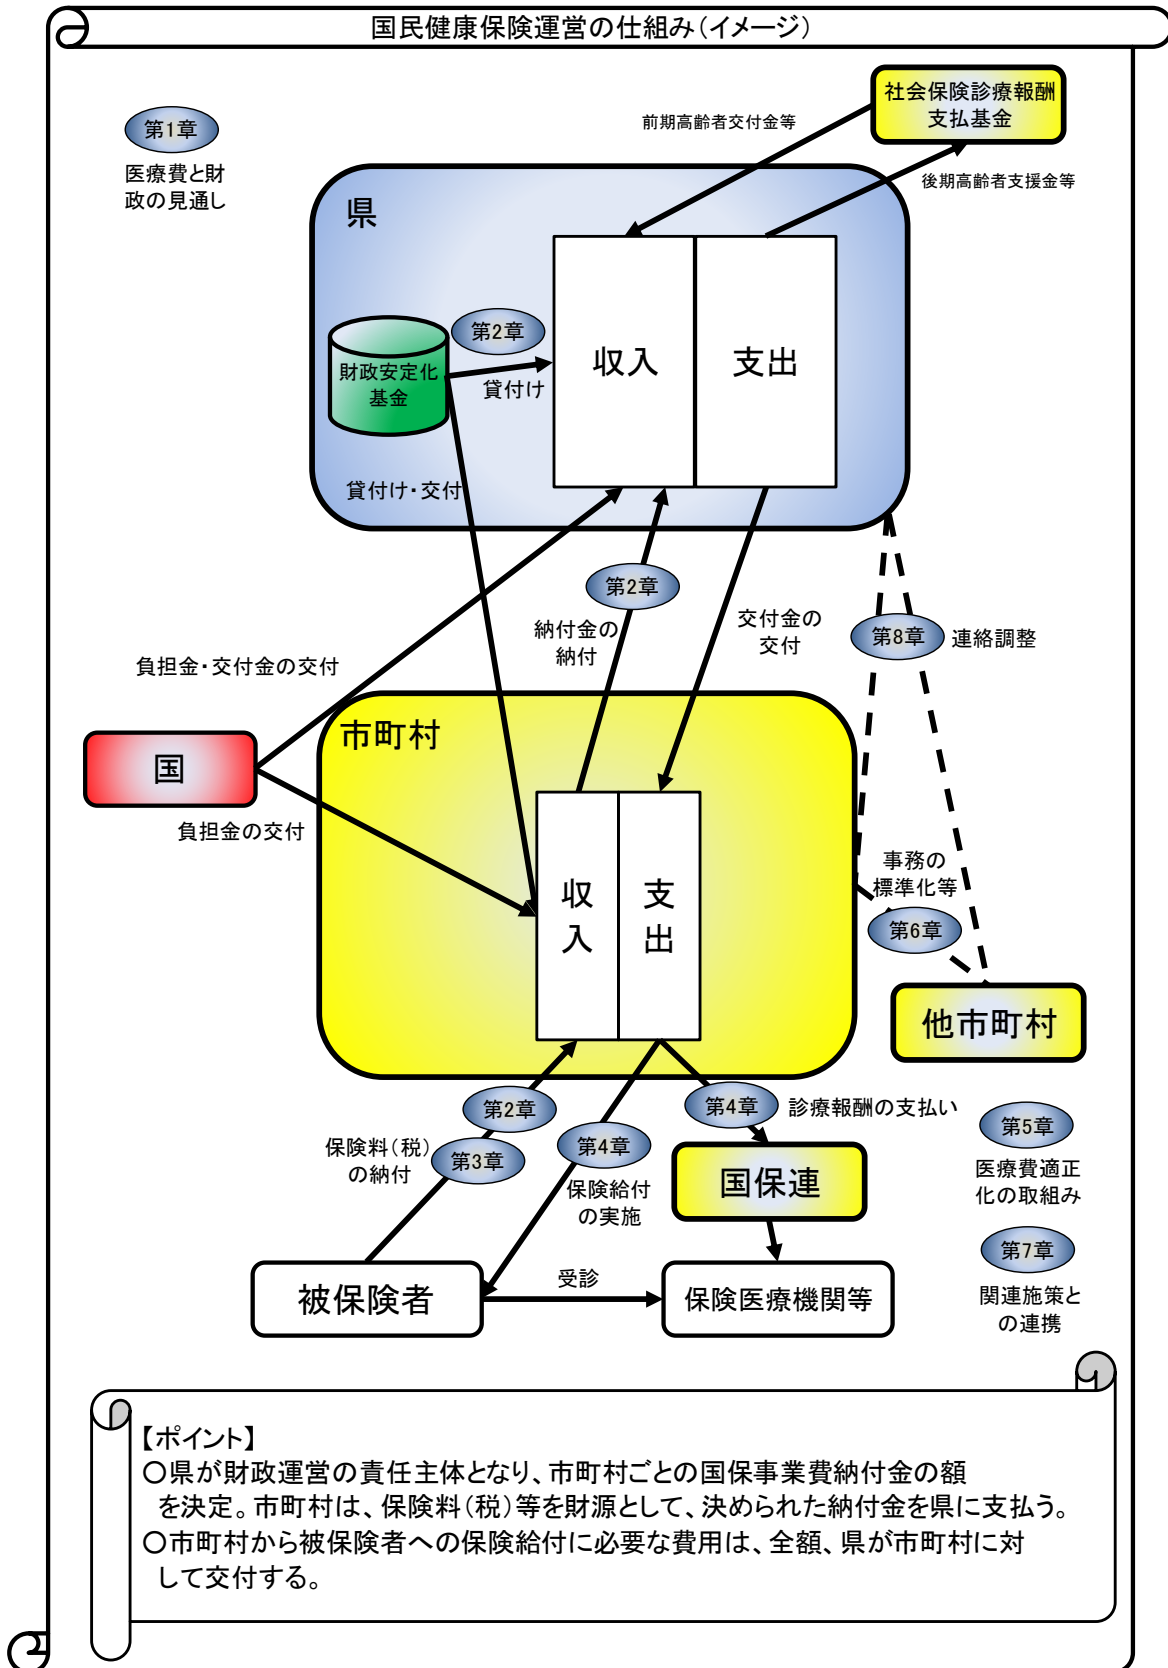 国民健康保険運営の仕組み（イメージ）
社会保険診療報酬
支払基金
第1章
医療費と財
政の見通し
前期高齢者交付金等
後期高齢者支援金等
県
第2章
財政安定化
基金
貸付け
収入
支出
貸付け・交付
第2章
納付金の
納付
交付金の
交付
第8章
連絡調整
負担金・交付金の交付
市町村
国
負担金の交付
収
入
支
出
事務の
標準化等
第6章
他市町村
第2章
第3章
保険料（税）
の納付
第4章
保険給付
の実施
第4章
診療報酬の支払い
国保連
第5章
医療費適正
化の取組み
第7章
関連施策と
の連携
被保険者
受診
保険医療機関等
【ポイント】
○県が財政運営の責任主体となり、市町村ごとの国保事業費納付金の額
を決定。市町村は、保険料（税）等を財源として、決められた納付金を県に支払う。
○市町村から被保険者への保険給付に必要な費用は、全額、県が市町村に対
して交付する。